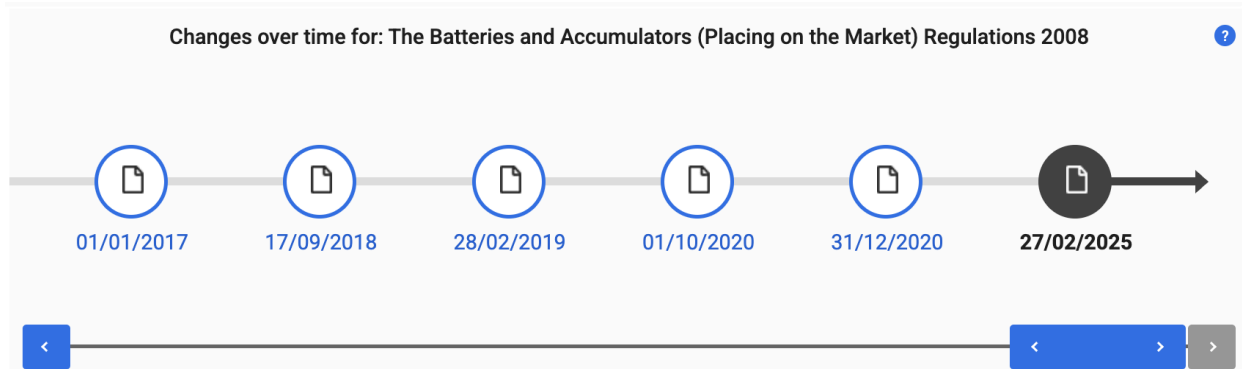 Changes over time for: The Batteries and Accumulators (Placing on the Market) Regulations 2008
?
01/01/2017 17/09/2018 28/02/2019 01/10/2020 31/12/2020 27/02/2025